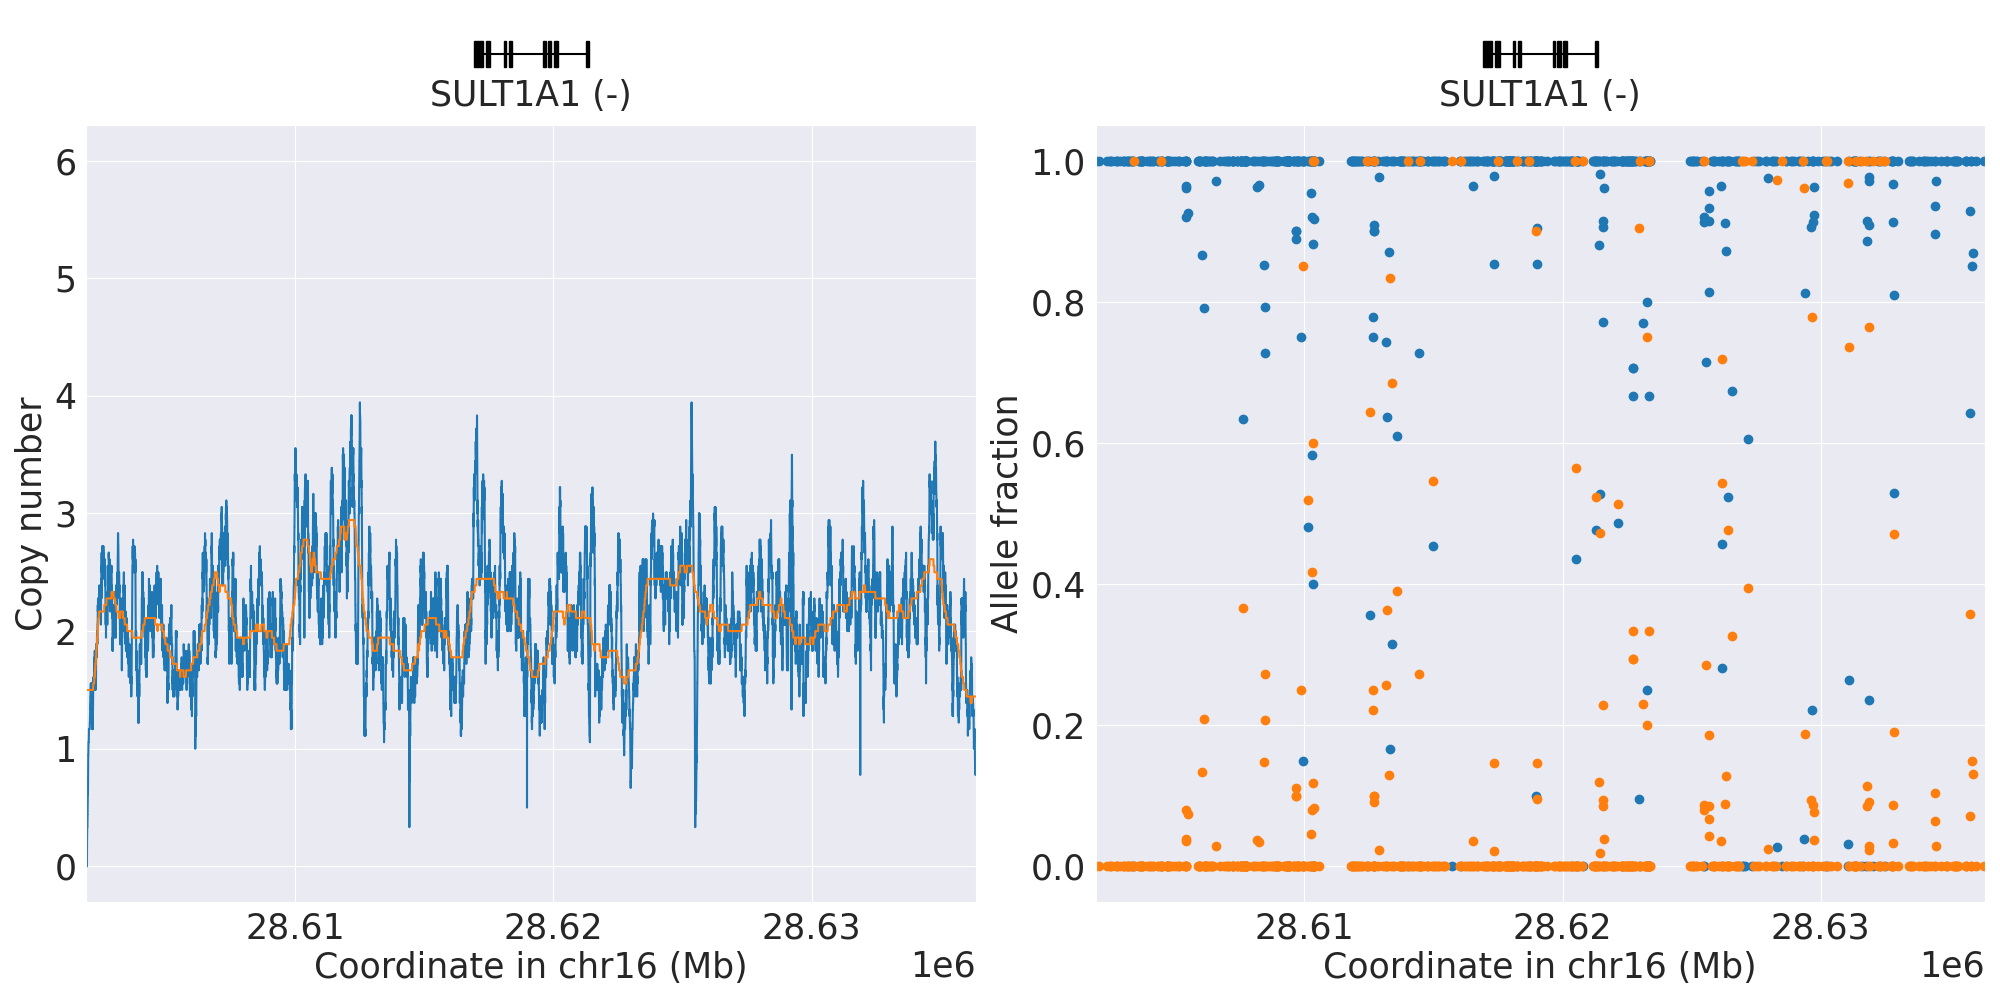 SULT1A1 (-)
Copy number
6
5
4
3
2
1
0
28.61
28.62
28.63
Coordinate in chr16 (Mb)
1e6
SULT1A1 (-)
Allele fraction
1.0
0.8
0.6
0.4
0.2
0.0
28.61
28.62
28.63
Coordinate in chr16 (Mb)
1e6